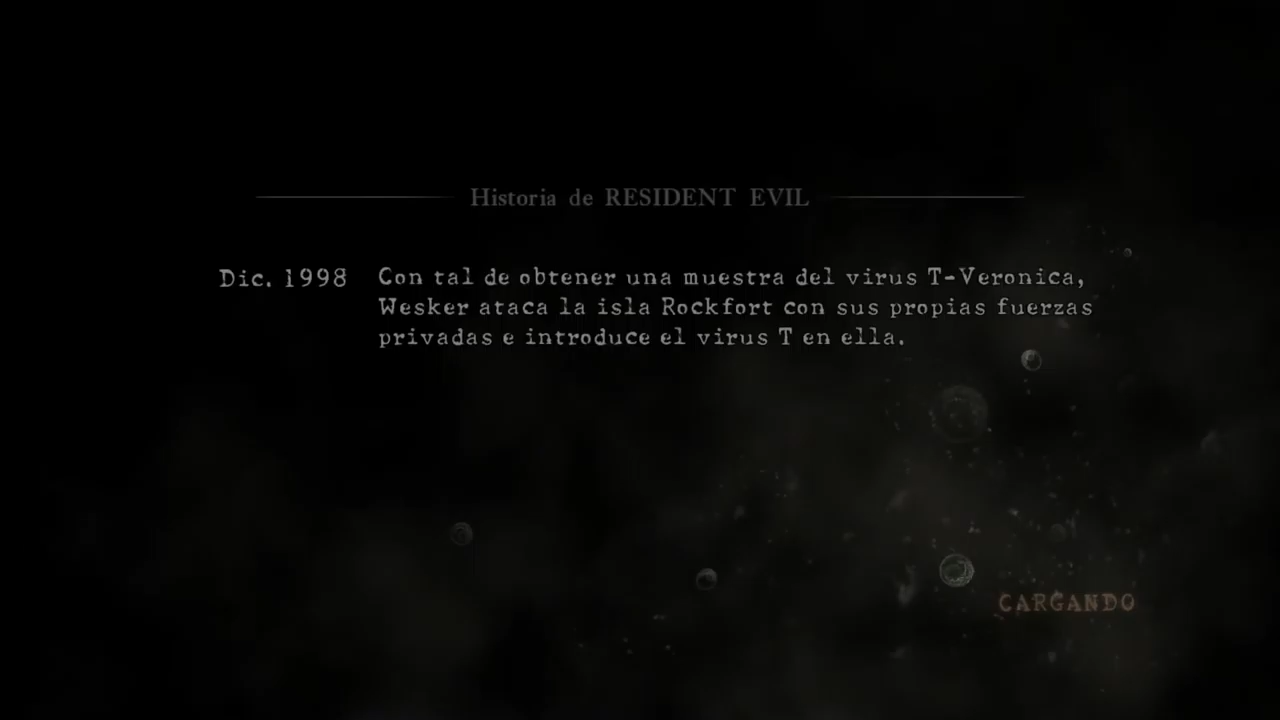 Historia de RESIDENT EVIL
Dic. 1998 Con tal de obtener una muestra del virus T-Veronica,
Wesker ataca la isla Rockfort con sus propias fuerzas
privadas e introduce el virus T en ella.
CARGANDO